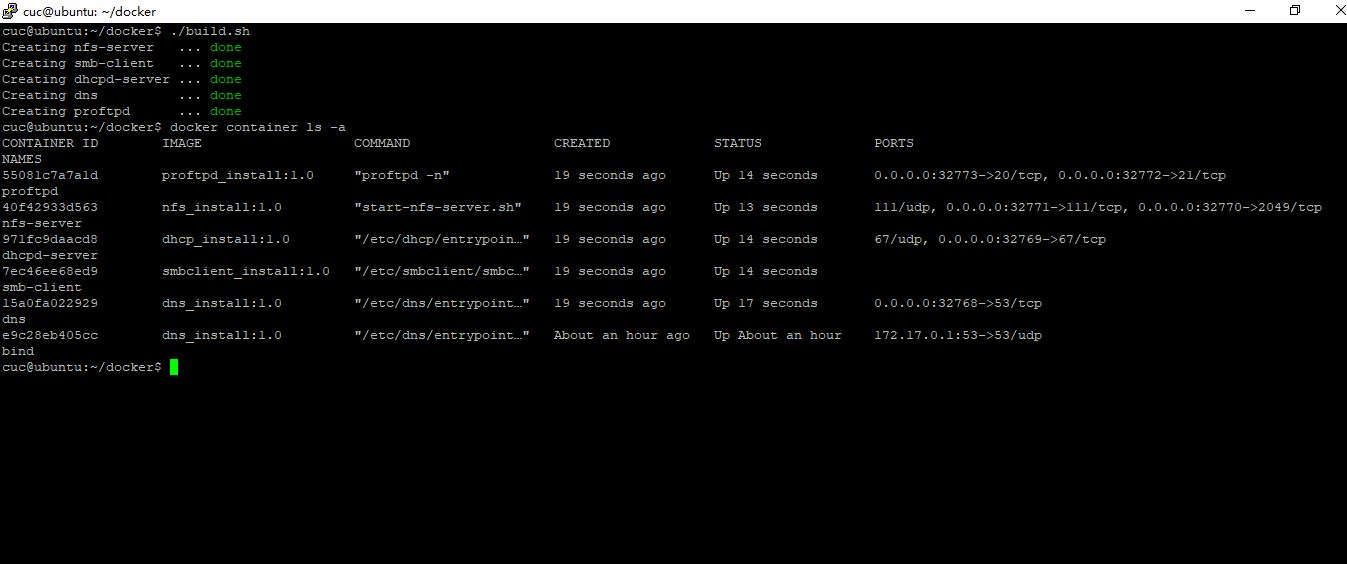 cuc@ubuntu: ~/docker
cuc@ubuntu:~/docker$ ./build.sh
Creating nfs-server   ... done
Creating smb-client   ... done
Creating dhcpd-server ... done
Creating dns          ... done
Creating proftpd      ... done
cuc@ubuntu:~/docker$ docker container ls -a
CONTAINER ID        IMAGE                   COMMAND                  CREATED             STATUS              PORTS
NAMES
55081c7a7a1d        proftpd_install:1.0     "proftpd -n"             19 seconds ago      Up 14 seconds       0.0.0.0:32773->20/tcp, 0.0.0.0:32772->21/tcp
proftpd
40f42933d563        nfs_install:1.0         "start-nfs-server.sh"    19 seconds ago      Up 13 seconds       111/udp, 0.0.0.0:32771->111/tcp, 0.0.0.0:32770->2049/tcp
nfs-server
971fc9daacd8        dhcp_install:1.0        "/etc/dhcp/entrypoin…"   19 seconds ago      Up 14 seconds       67/udp, 0.0.0.0:32769->67/tcp
dhcpd-server
7ec46ee68ed9        smbclient_install:1.0   "/etc/smbclient/smbc…"   19 seconds ago      Up 14 seconds
smb-client
15a0fa022929        dns_install:1.0         "/etc/dns/entrypoint…"   19 seconds ago      Up 17 seconds       0.0.0.0:32768->53/tcp
dns
e9c28eb405cc        dns_install:1.0         "/etc/dns/entrypoint…"   About an hour ago   Up About an hour    172.17.0.1:53->53/udp
bind
cuc@ubuntu:~/docker$